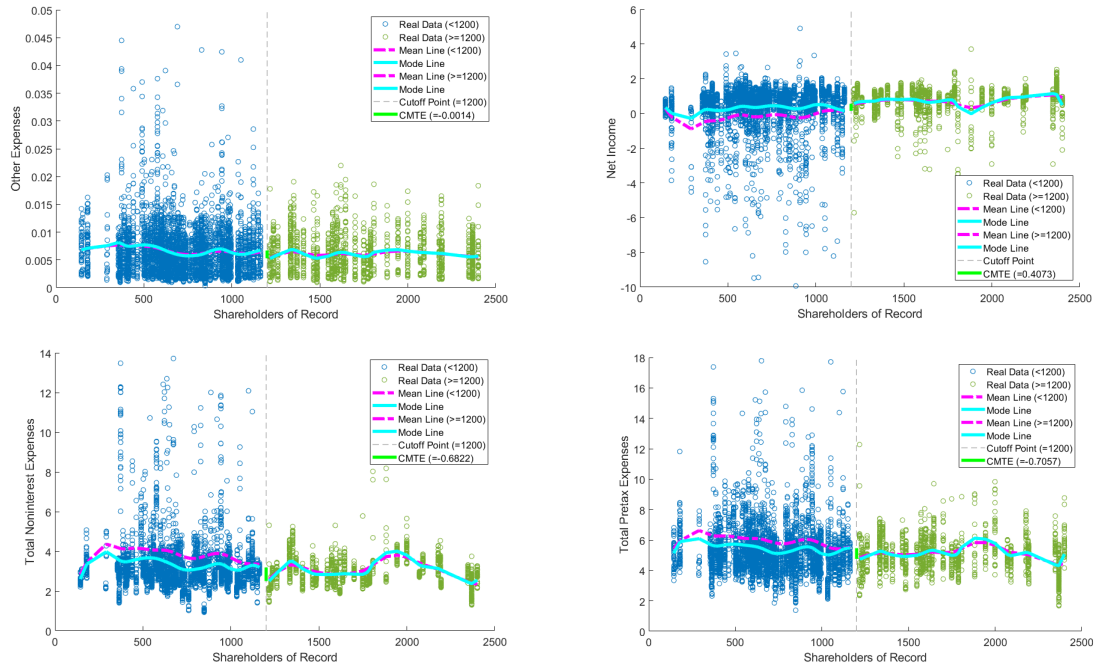 0.05
0.045
0.04
0.035
0.03
0.025
0.02
0.015
0.01
0.005
0
Other Expenses
0 500 1000 1500 2000 2500
Shareholders of Record
Real Data (<1200)
Real Data (>=1200)
Mean Line (<1200)
Mode Line
Mean Line (>=1200)
Mode Line
Cutoff Point (=1200)
CMTE (=-0.0014)
6
4
2
0
-2
-4
-6
-8
-10
Net Income
0 500 1000 1500 2000 2500
Shareholders of Record
Real Data (<1200)
Real Data (>=1200)
Mean Line (<1200)
Mode Line
Mean Line (>=1200)
Mode Line
Cutoff Point
CMTE (=0.4073)
14
12
10
8
6
4
2
0
Total Noninterest Expenses
0 500 1000 1500 2000 2500
Shareholders of Record
Real Data (<1200)
Real Data (>=1200)
Mean Line (<1200)
Mode Line
Mean Line (>=1200)
Mode Line
Cutoff Point (=1200)
CMTE (=-0.6822)
18
16
14
12
10
8
6
4
2
0
Total Pretax Expenses
0 500 1000 1500 2000 2500
Shareholders of Record
Real Data (<1200)
Real Data (>=1200)
Mean Line (<1200)
Mode Line
Mean Line (>=1200)
Mode Line
Cutoff Point (=1200)
CMTE (=-0.7057)